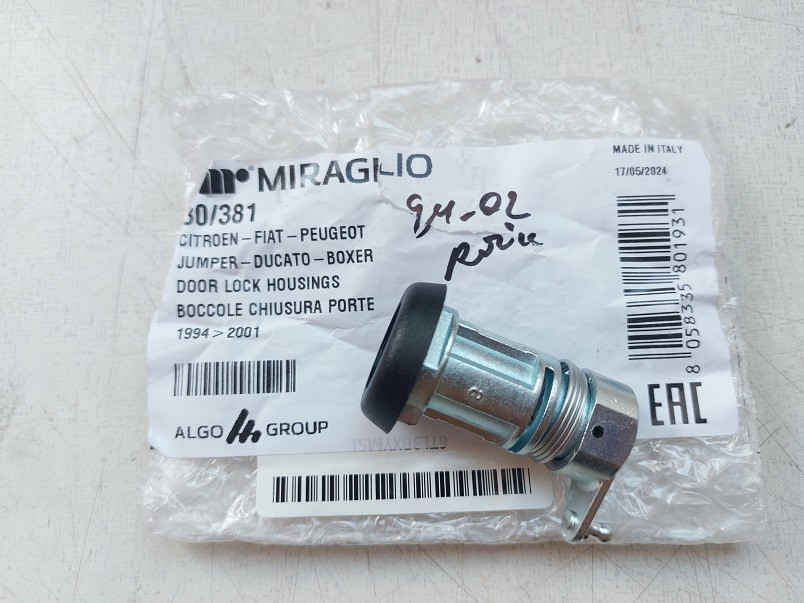 MIRAGLIO
MADE IN ITALY
17/05/2024
80/381
CITROEN-FIAT-PEUGEOT
JUMPER-DUCATO-BOXER
DOOR LOCK HOUSINGS
BOCCOLE CHIUSURA PORTE
1994>2001
94-02
ALGO GROUP
8 058335 801931
EAC